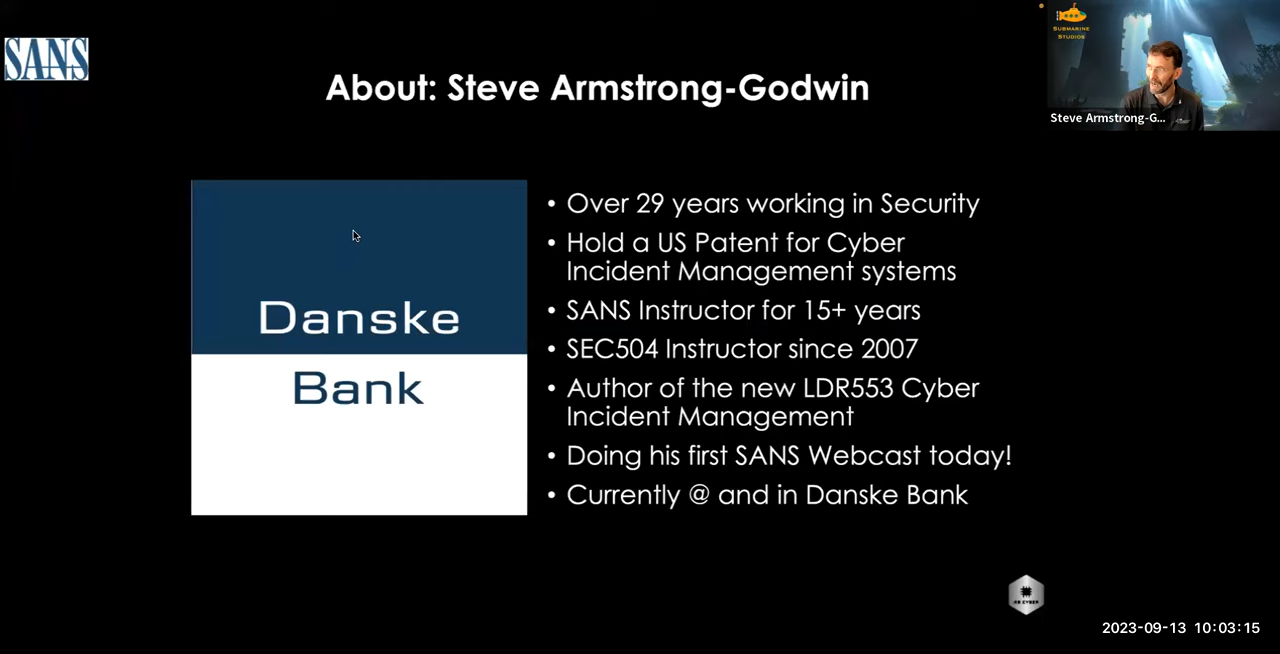 SANS
About: Steve Armstrong-Godwin
SUBMARINE
STUDIOS
Steve Armstrong-G...
Danske
Bank
• Over 29 years working in Security
• Hold a US Patent for Cyber
Incident Management systems
• SANS Instructor for 15+ years
• SEC504 Instructor since 2007
• Author of the new LDR553 Cyber
Incident Management
• Doing his first SANS Webcast today!
• Currently @ and in Danske Bank
2023-09-13 10:03:15